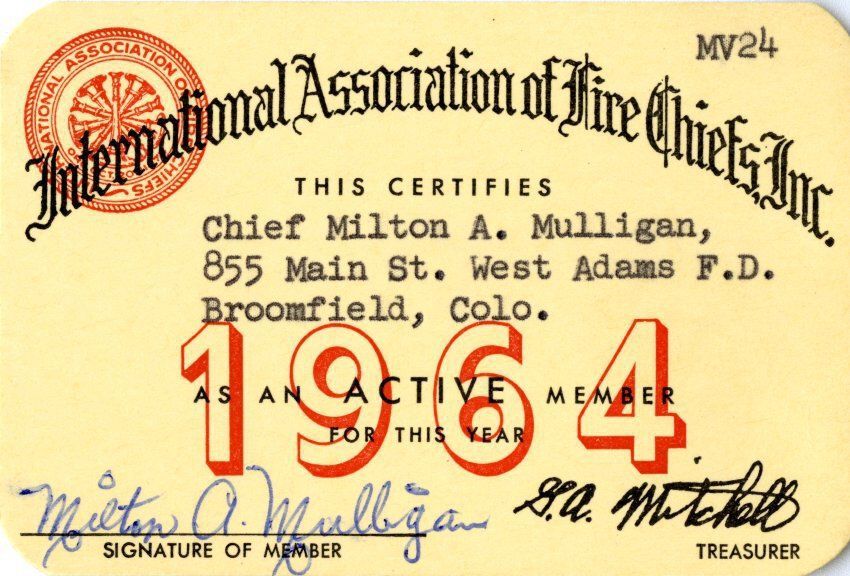 MV24
INTERNATIONAL ASSOCIATION OF FIRE CHIEFS
International Association of Fire Chiefs, Inc.
THIS CERTIFIES
Chief Milton A. Mulligan,
855 Main St. West Adams F.D.
Broomfield, Colo.
1964
AS AN ACTIVE MEMBER
FOR THIS YEAR
Milton A. Mulligan
G.A. Mitchell
SIGNATURE OF MEMBER
TREASURER